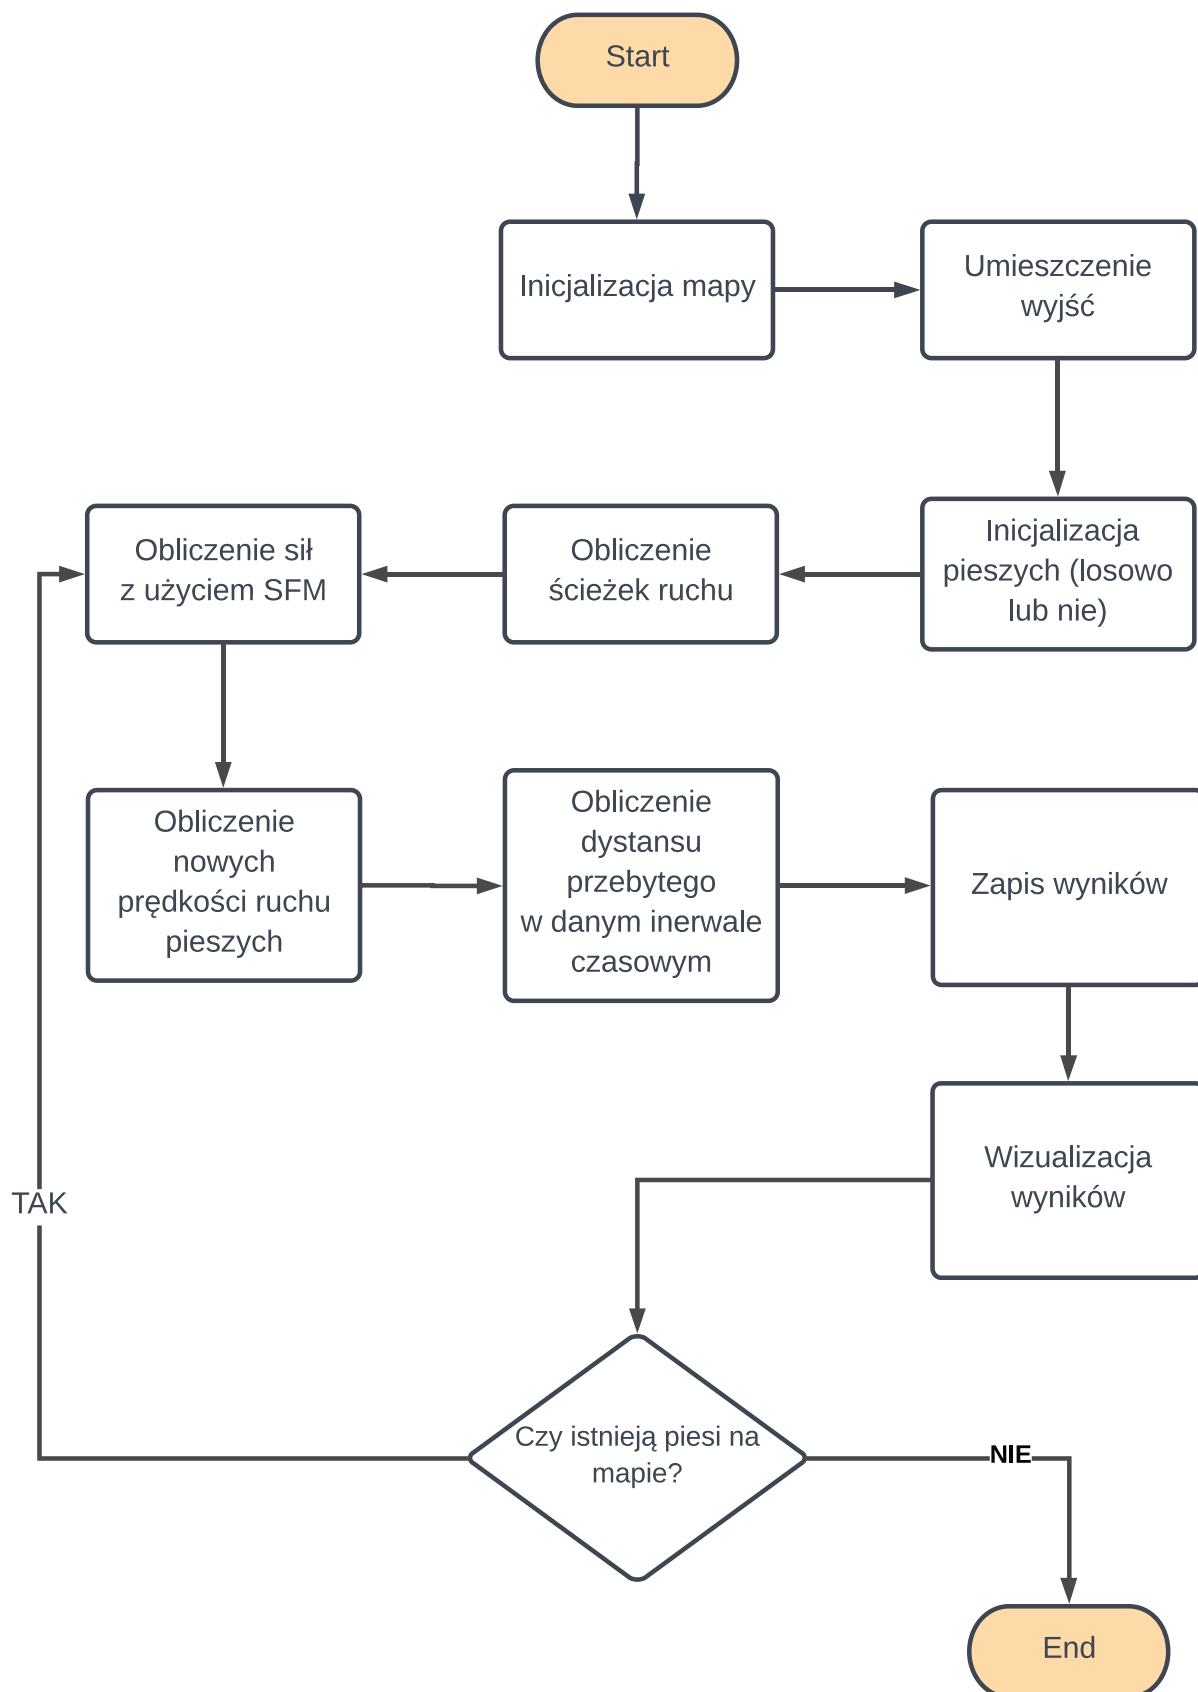 Start
Inicjalizacja mapy
Umieszczenie
wyjść
Inicjalizacja
pieszych (losowo
lub nie)
Obliczenie
ścieżek ruchu
Obliczenie sił
z użyciem SFM
Obliczenie
nowych
prędkości ruchu
pieszych
Obliczenie
dystansu
przebytego
w danym inerwale
czasowym
Zapis wyników
Wizualizacja
wyników
Czy istnieją piesi na
mapie?
TAK
NIE
End